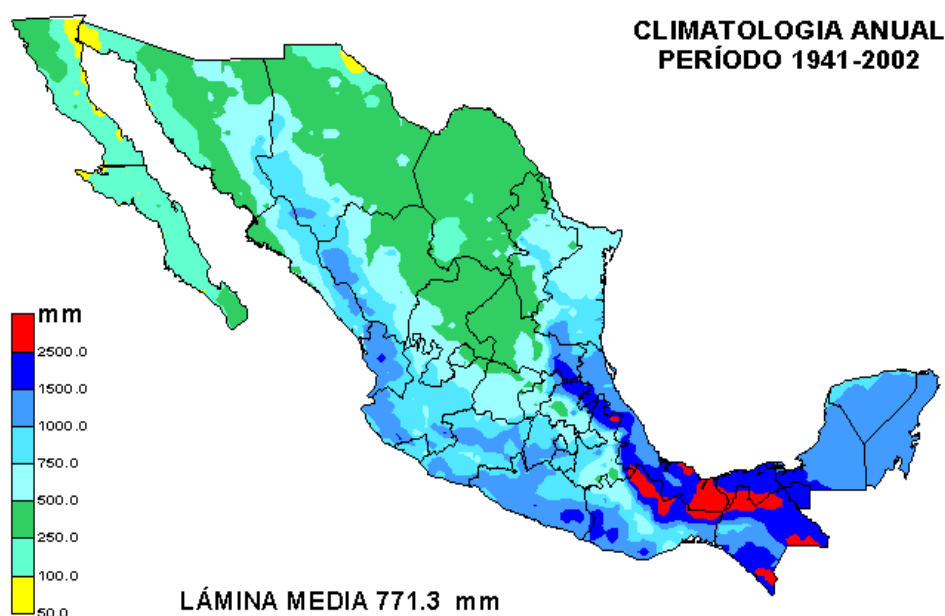 CLIMATOLOGIA ANUAL
PERÍODO 1941-2002
mm
2500.0
1500.0
1000.0
750.0
500.0
250.0
100.0
50.0
LÁMINA MEDIA 771.3 mm